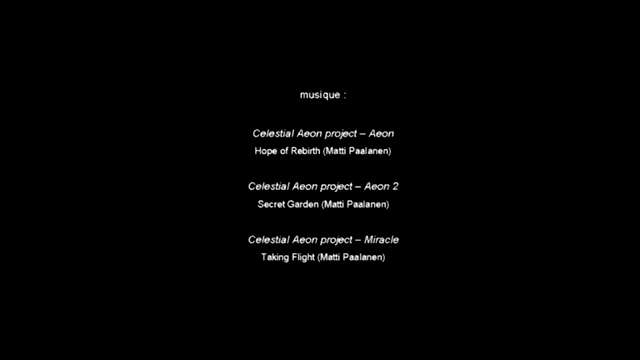 musique :
Celestial Aeon project – Aeon
Hope of Rebirth (Matti Paalanen)
Celestial Aeon project – Aeon 2
Secret Garden (Matti Paalanen)
Celestial Aeon project – Miracle
Taking Flight (Matti Paalanen)